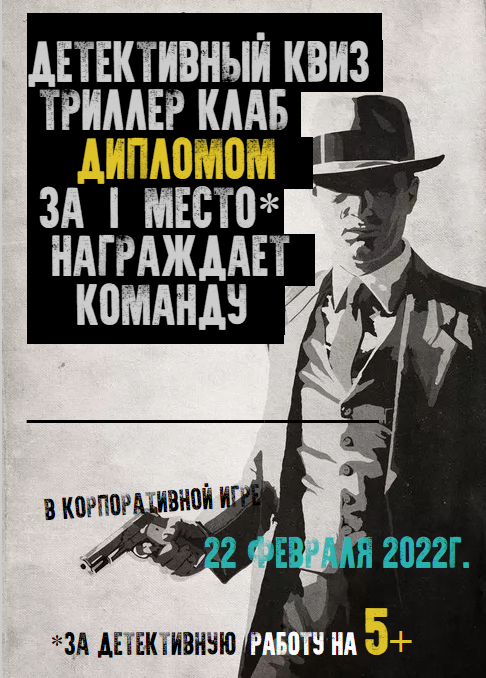 ДЕТЕКТИВНЫЙ КВИЗ
ТРИЛЛЕР КЛАБ
ДИПЛОМОМ
ЗА I МЕСТО*
НАГРАЖДАЕТ
КОМАНДУ
В КОРПОРАТИВНОЙ ИГРЕ
22 ФЕВРАЛЯ 2022Г.
*ЗА ДЕТЕКТИВНУЮ РАБОТУ НА 5+